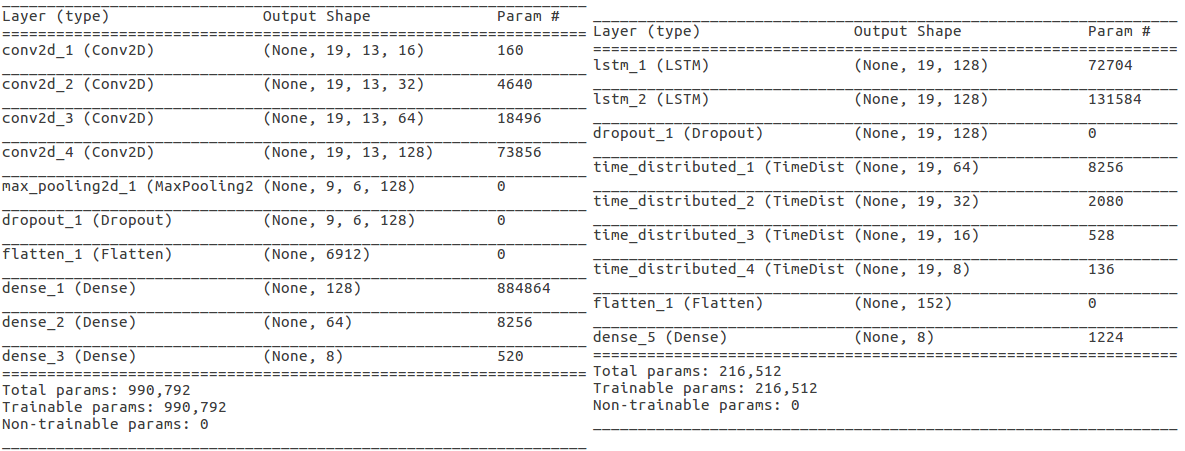 Layer (type) Output Shape Param #
conv2d_1 (Conv2D) (None, 19, 13, 16) 160
conv2d_2 (Conv2D) (None, 19, 13, 32) 4640
conv2d_3 (Conv2D) (None, 19, 13, 64) 18496
conv2d_4 (Conv2D) (None, 19, 13, 128) 73856
max_pooling2d_1 (MaxPooling2 (None, 9, 6, 128) 0
dropout_1 (Dropout) (None, 9, 6, 128) 0
flatten_1 (Flatten) (None, 6912) 0
dense_1 (Dense) (None, 128) 884864
dense_2 (Dense) (None, 64) 8256
dense_3 (Dense) (None, 8) 520
Total params: 990,792
Trainable params: 990,792
Non-trainable params: 0
Layer (type) Output Shape Param #
lstm_1 (LSTM) (None, 19, 128) 72704
lstm_2 (LSTM) (None, 19, 128) 131584
dropout_1 (Dropout) (None, 19, 128) 0
time_distributed_1 (TimeDist (None, 19, 64) 8256
time_distributed_2 (TimeDist (None, 19, 32) 2080
time_distributed_3 (TimeDist (None, 19, 16) 528
time_distributed_4 (TimeDist (None, 19, 8) 136
flatten_1 (Flatten) (None, 152) 0
dense_5 (Dense) (None, 8) 1224
Total params: 216,512
Trainable params: 216,512
Non-trainable params: 0